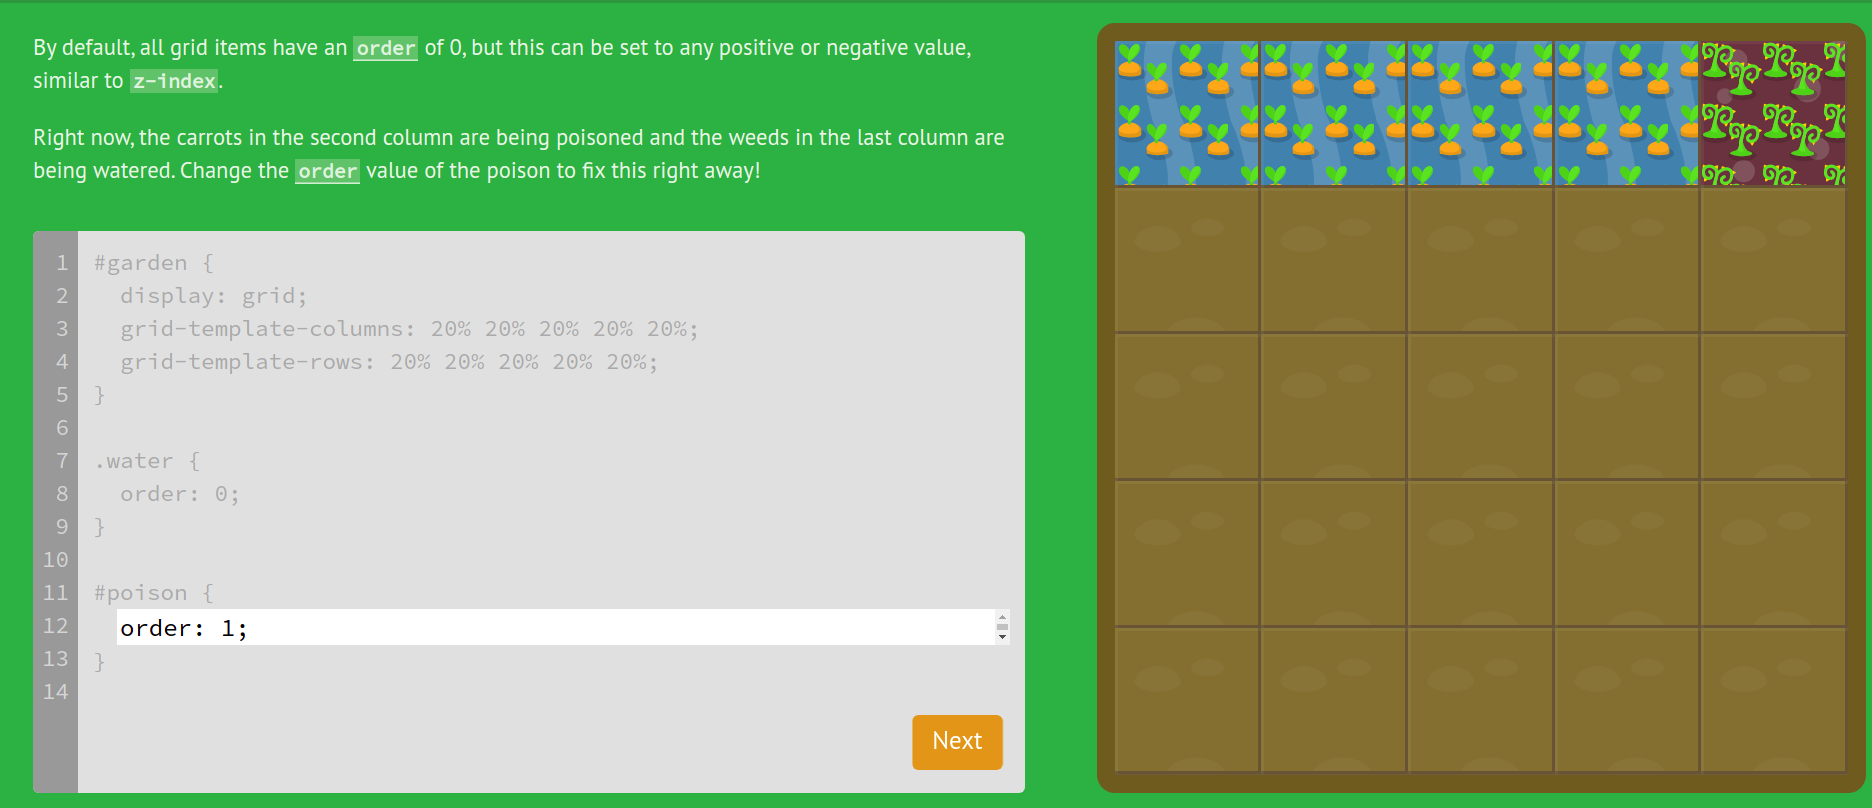 By default, all grid items have an order of 0, but this can be set to any positive or negative value,
similar to z-index.
Right now, the carrots in the second column are being poisoned and the weeds in the last column are
being watered. Change the order value of the poison to fix this right away!
1 #garden {
2   display: grid;
3   grid-template-columns: 20% 20% 20% 20% 20%;
4   grid-template-rows: 20% 20% 20% 20% 20%;
5 }
6
7 .water {
8   order: 0;
9 }
10
11 #poison {
12   order: 1;
13 }
14
Next